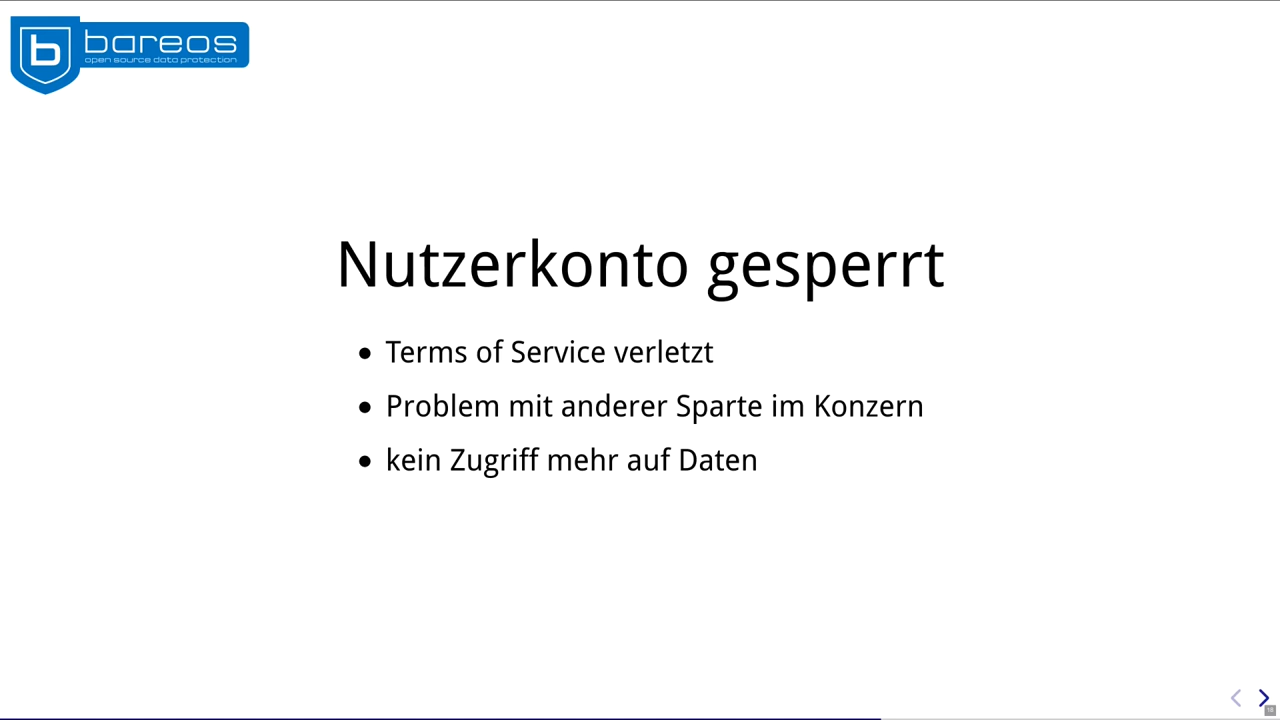 bareos
open source data protection
Nutzerkonto gesperrt
Terms of Service verletzt
Problem mit anderer Sparte im Konzern
kein Zugriff mehr auf Daten